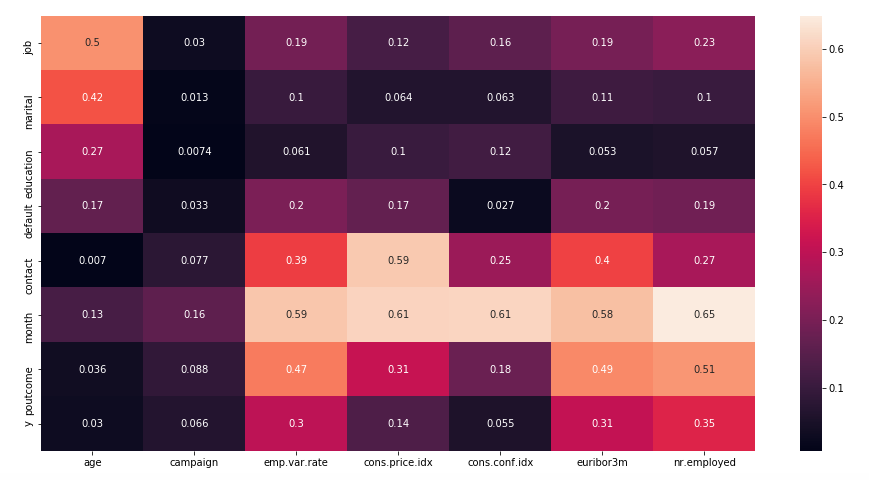 job 0.5 0.03 0.19 0.12 0.16 0.19 0.23
marital 0.42 0.013 0.1 0.064 0.063 0.11 0.1
education 0.27 0.0074 0.061 0.1 0.12 0.053 0.057
default 0.17 0.033 0.2 0.17 0.027 0.2 0.19
contact 0.007 0.077 0.39 0.59 0.25 0.4 0.27
month 0.13 0.16 0.59 0.61 0.61 0.58 0.65
poutcome 0.036 0.088 0.47 0.31 0.18 0.49 0.51
y 0.03 0.066 0.3 0.14 0.055 0.31 0.35
age campaign emp.var.rate cons.price.idx cons.conf.idx euribor3m nr.employed
0.6
0.5
0.4
0.3
0.2
0.1